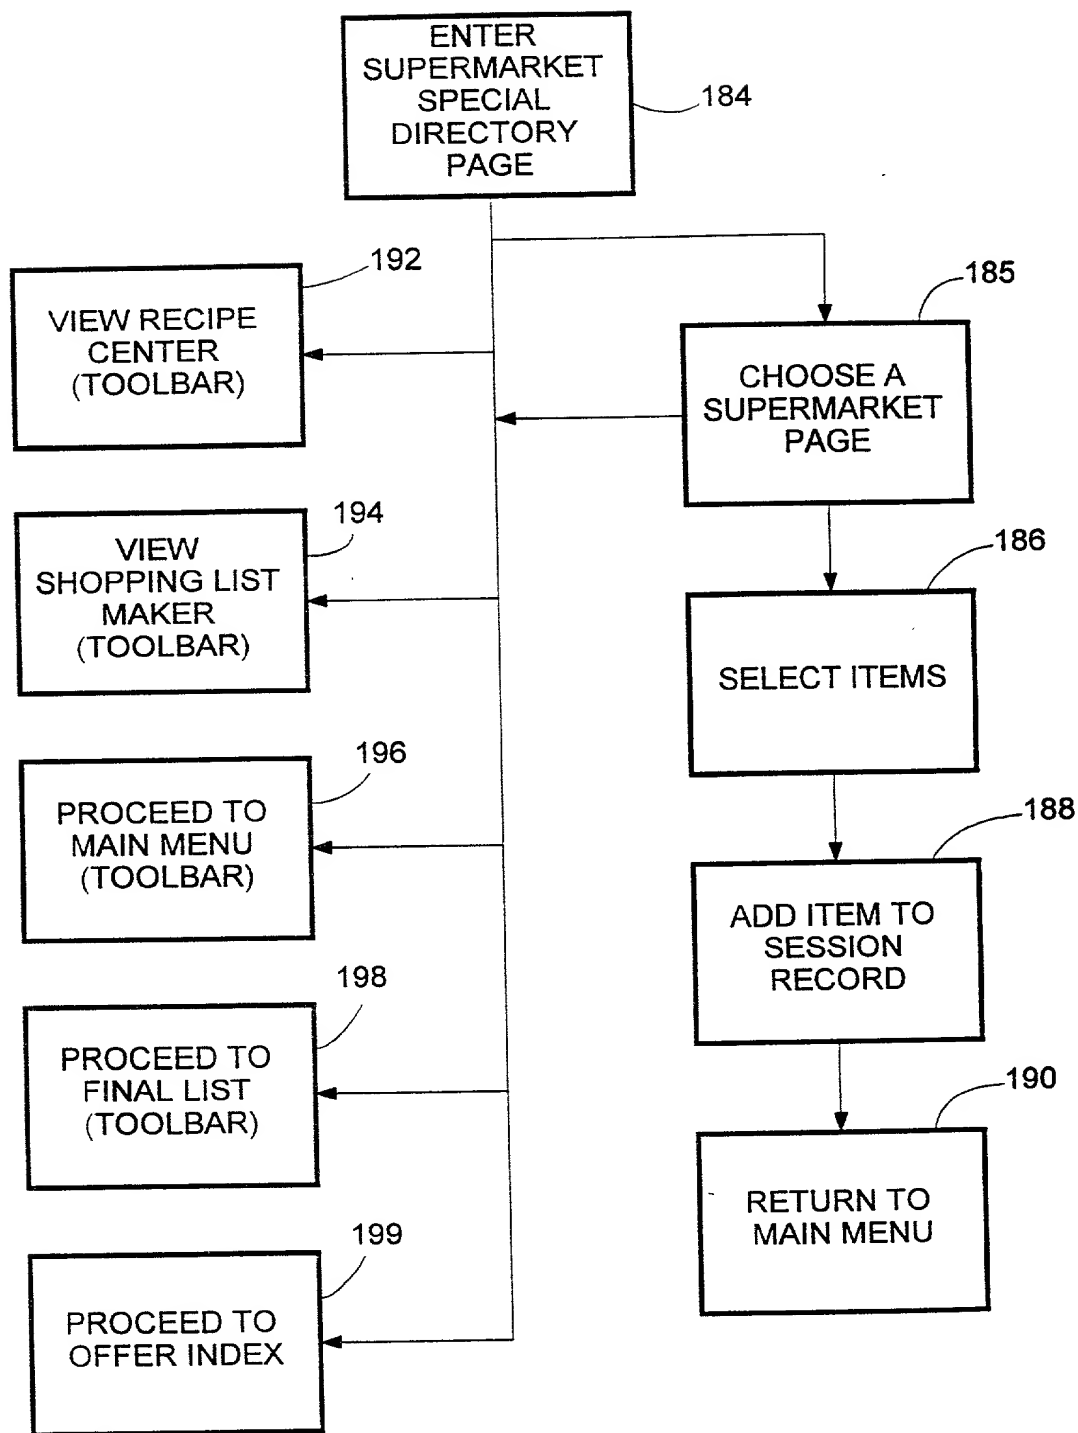 ENTER
SUPERMARKET
SPECIAL
DIRECTORY
PAGE
184
192
VIEW RECIPE
CENTER
(TOOLBAR)
185
CHOOSE A
SUPERMARKET
PAGE
194
VIEW
SHOPPING LIST
MAKER
(TOOLBAR)
186
SELECT ITEMS
196
PROCEED TO
MAIN MENU
(TOOLBAR)
188
ADD ITEM TO
SESSION
RECORD
198
PROCEED TO
FINAL LIST
(TOOLBAR)
190
RETURN TO
MAIN MENU
199
PROCEED TO
OFFER INDEX